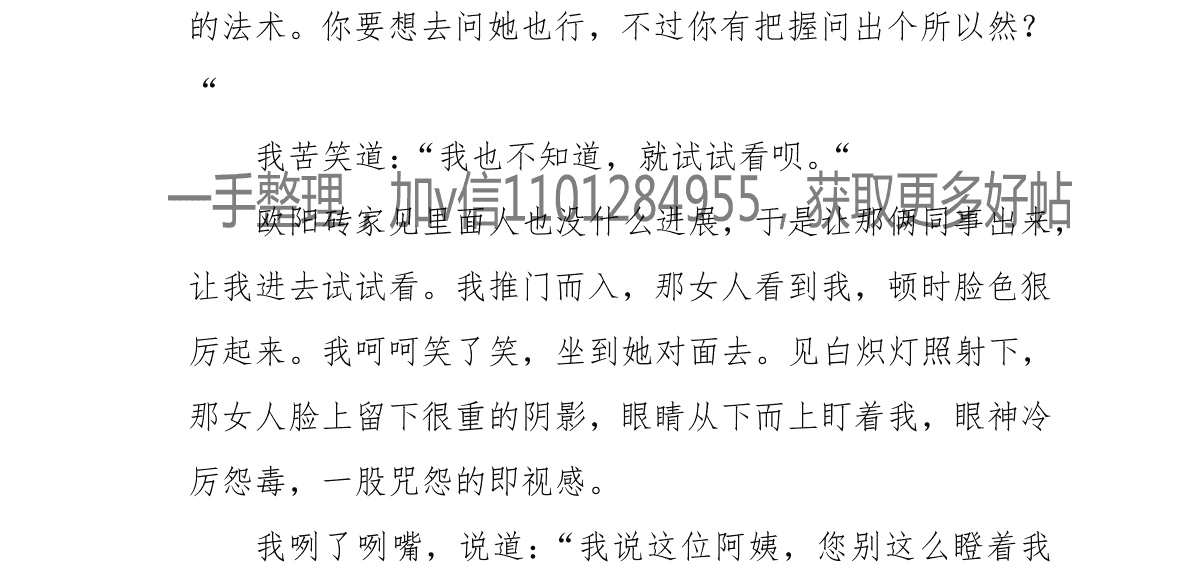 的法术。你要想去问她也行，不过你有把握问出个所以然？
“
我苦笑道：“我也不知道，就试试看呗。“
一手整理，加v信1101284955，获取更多好帖
欧阳砖家见里面人也没什么进展，于是让那俩同事出来，
让我进去试试看。我推门而入，那女人看到我，顿时脸色狠
厉起来。我呵呵笑了笑，坐到她对面去。见白炽灯照射下，
那女人脸上留下很重的阴影，眼睛从下而上盯着我，眼神冷
厉怨毒，一股咒怨的即视感。
我咧了咧嘴，说道：“我说这位阿姨，您别这么瞪着我